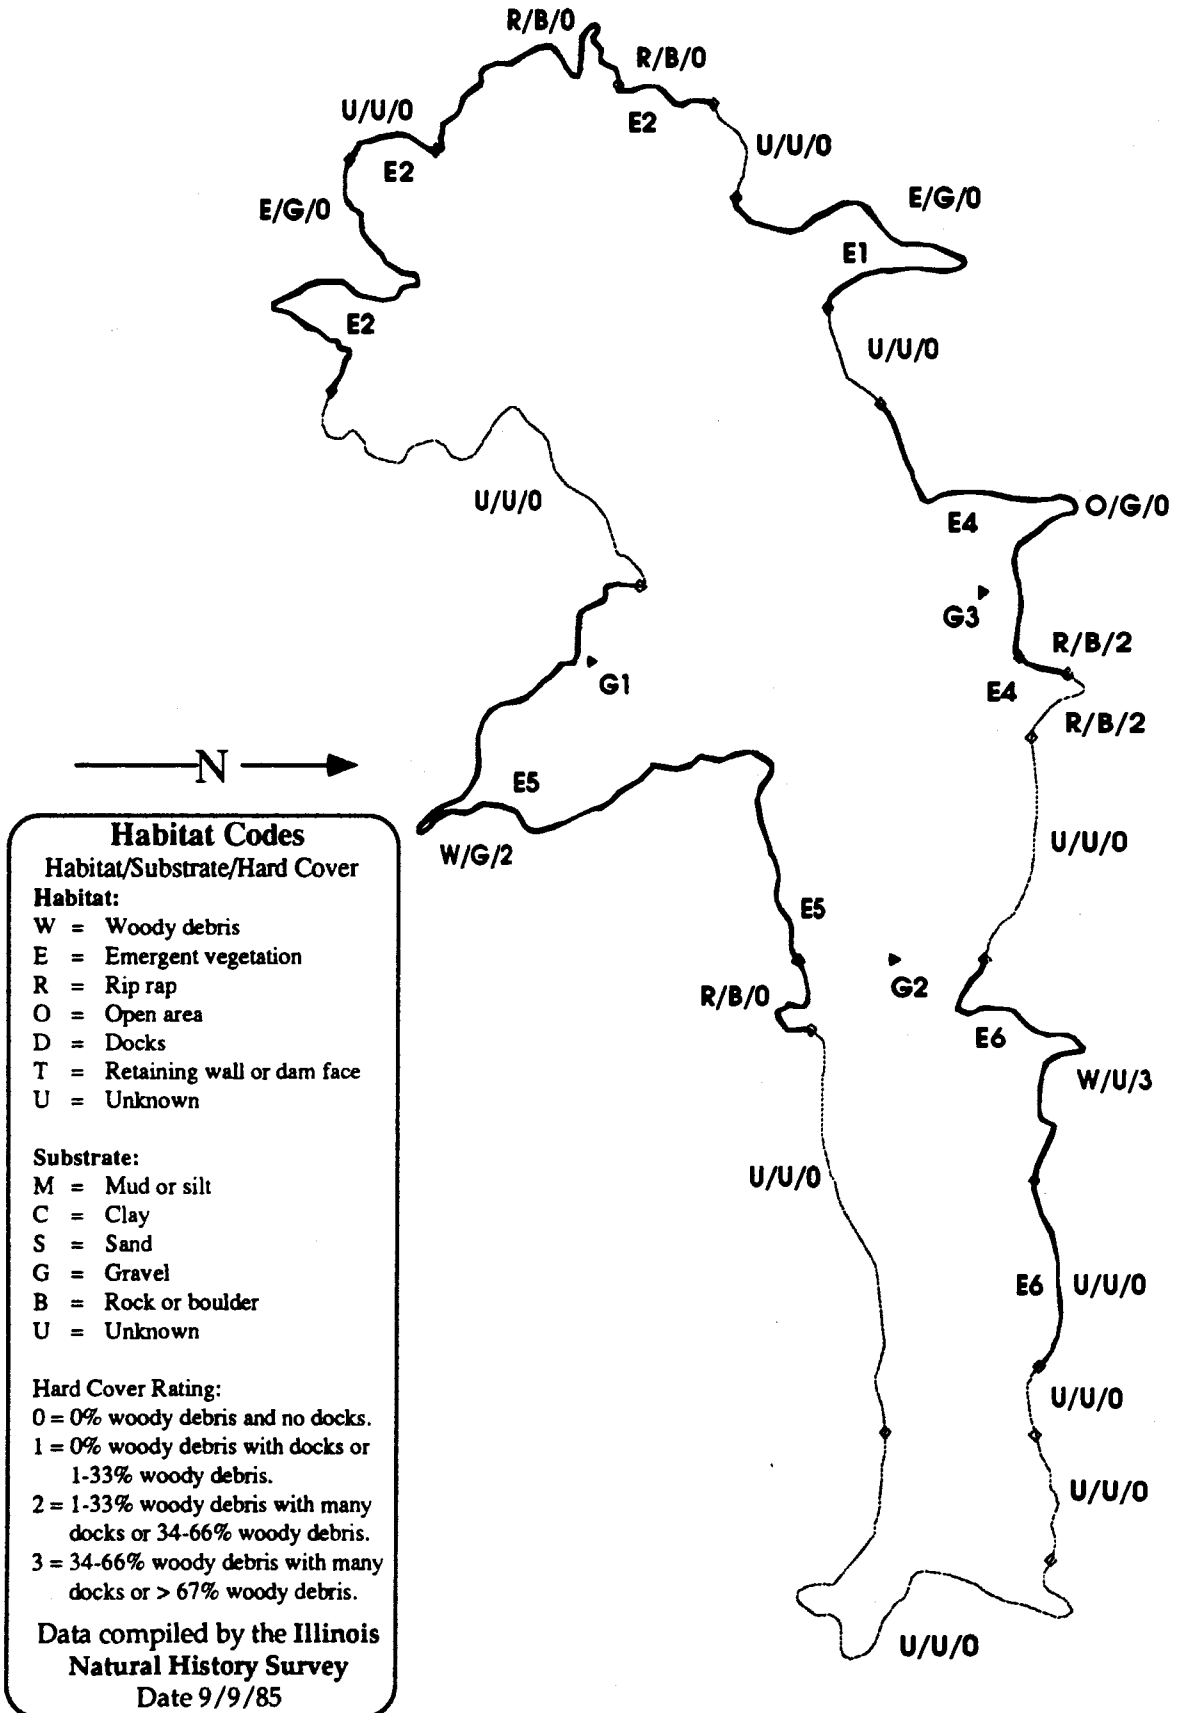 R/B/0
R/B/0
U/U/0
E2
U/U/0
E2
E/G/0
E/G/0
E1
E2
U/U/0
U/U/0
O/G/0
E4
G3
R/B/2
G1
E4
R/B/2
N
E5
U/U/0
W/G/2
E5
G2
R/B/0
E6
W/U/3
U/U/0
E6 U/U/0
U/U/0
U/U/0
U/U/0
Habitat Codes
Habitat/Substrate/Hard Cover
Habitat:
W = Woody debris
E = Emergent vegetation
R = Rip rap
O = Open area
D = Docks
T = Retaining wall or dam face
U = Unknown
Substrate:
M = Mud or silt
C = Clay
S = Sand
G = Gravel
B = Rock or boulder
U = Unknown
Hard Cover Rating:
0 = 0% woody debris and no docks.
1 = 0% woody debris with docks or
1-33% woody debris.
2 = 1-33% woody debris with many
docks or 34-66% woody debris.
3 = 34-66% woody debris with many
docks or > 67% woody debris.
Data compiled by the Illinois
Natural History Survey
Date 9/9/85